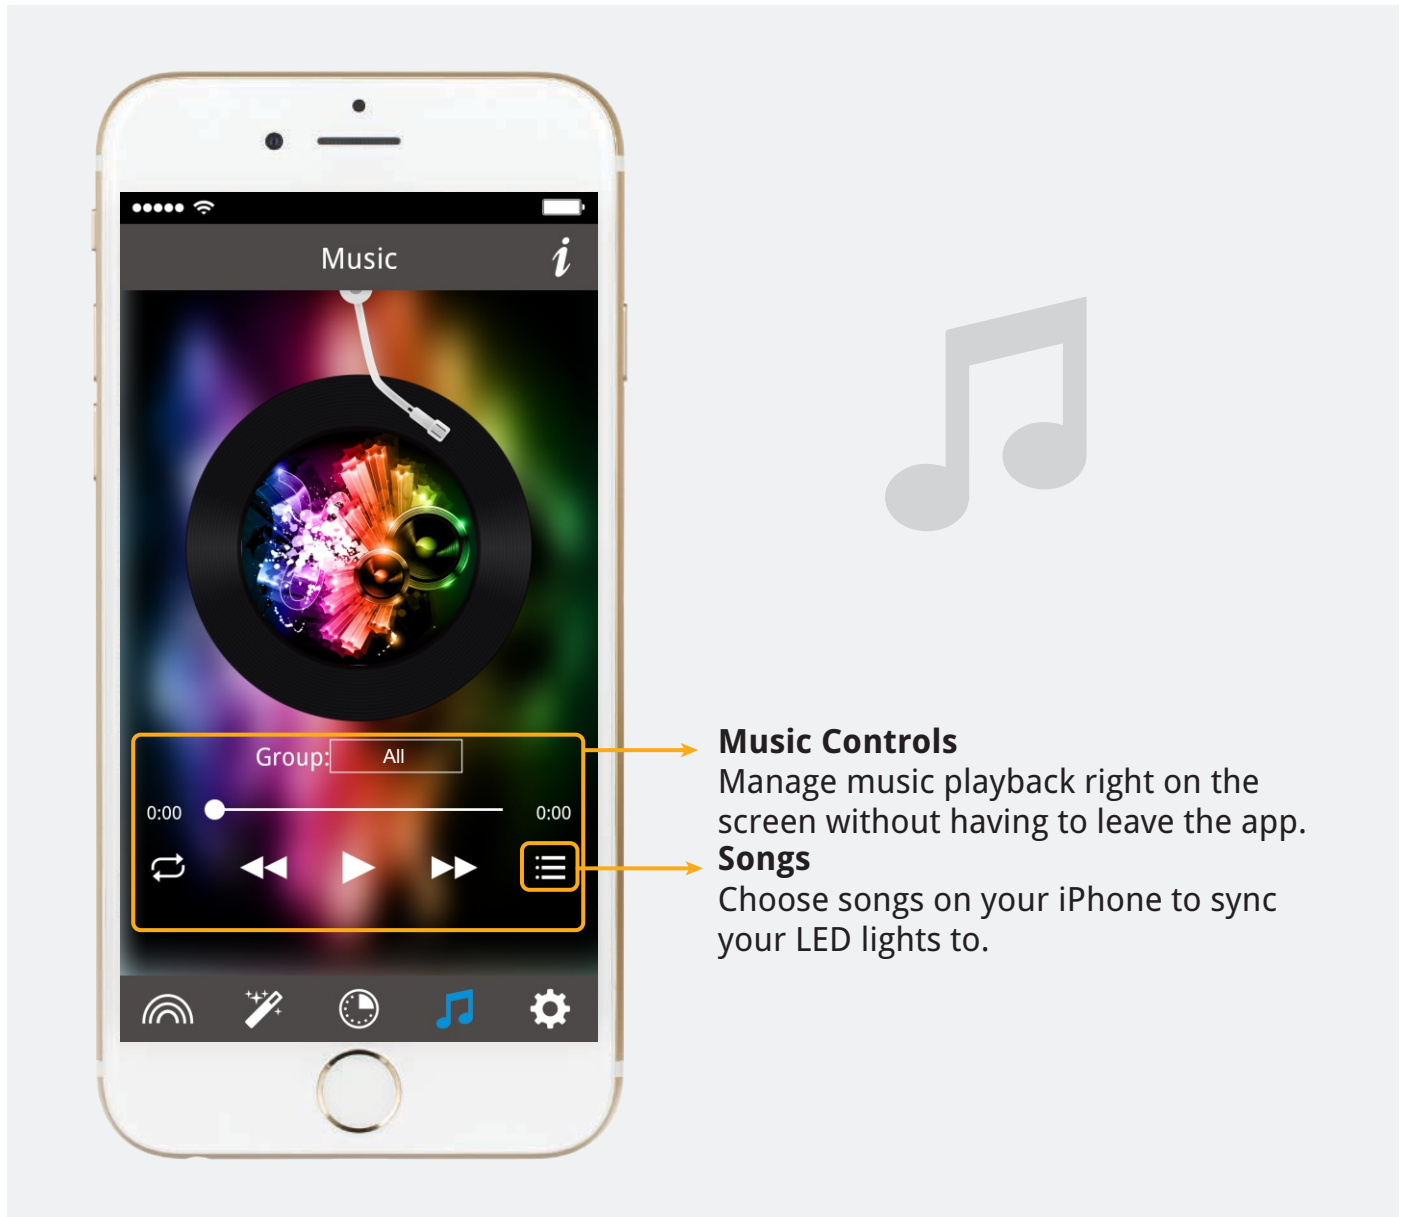 Music
i
Group: All
0:00 0:00
Music Controls
Manage music playback right on the
screen without having to leave the app.
Songs
Choose songs on your iPhone to sync
your LED lights to.